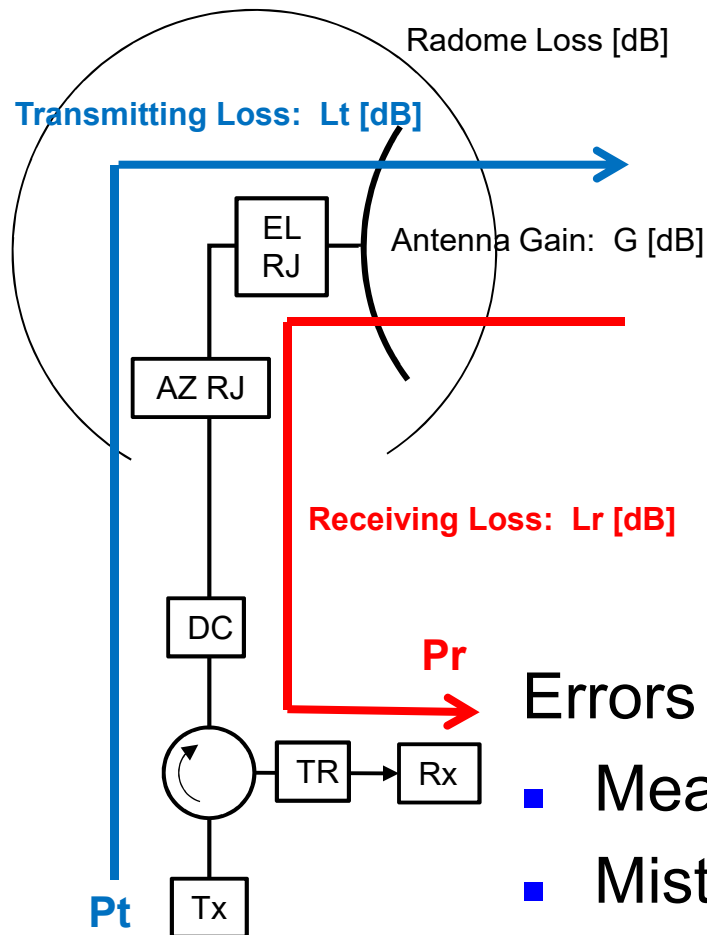 Radome Loss [dB]
Transmitting Loss: Lt [dB]
EL
RJ
Antenna Gain: G [dB]
AZ RJ
Receiving Loss: Lr [dB]
DC
Pr
Errors
TR
Rx
Pt
Tx